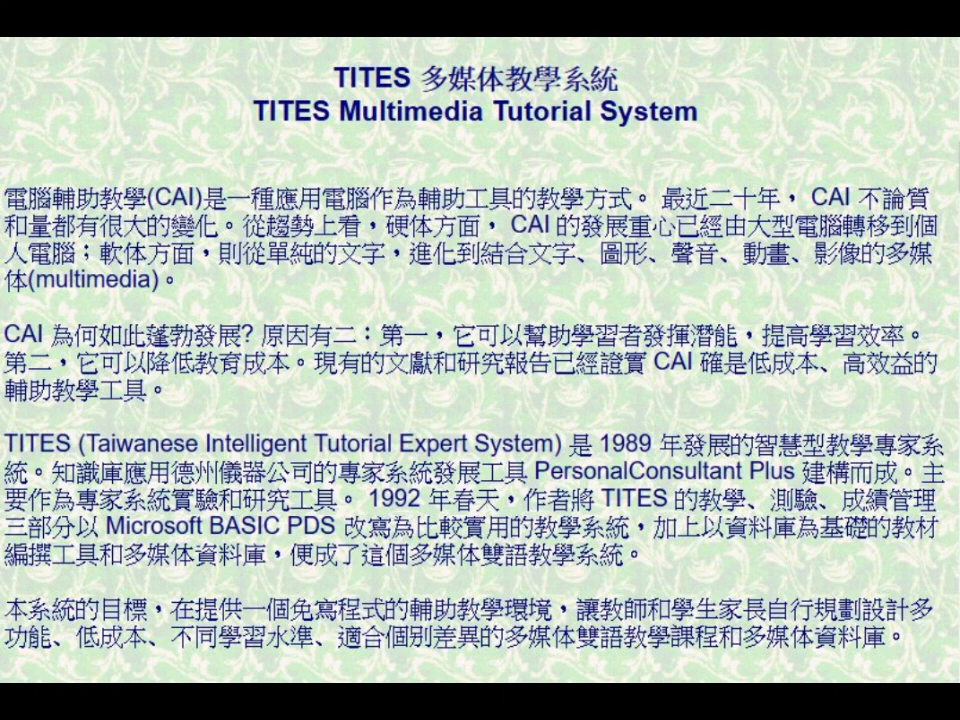 TITES 多媒体教學系統
TITES Multimedia Tutorial System
電腦輔助教學(CAI)是一種應用電腦作為輔助工具的教學方式。 最近二十年， CAI 不論質
和量都有很大的變化。從趨勢上看，硬体方面， CAI 的發展重心已經由大型電腦轉移到個
人電腦；軟体方面，則從單純的文字，進化到結合文字、圖形、聲音、動畫、影像的多媒
体(multimedia)。
CAI 為何如此蓬勃發展? 原因有二：第一，它可以幫助學習者發揮潛能，提高學習效率。
第二，它可以降低教育成本。現有的文獻和研究報告已經證實 CAI 確是低成本、高效益的
輔助教學工具。
TITES (Taiwanese Intelligent Tutorial Expert System) 是 1989 年發展的智慧型教學專家系
統。知識庫應用德州儀器公司的專家系統發展工具 PersonalConsultant Plus 建構而成。主
要作為專家系統實驗和研究工具。 1992 年春天，作者將 TITES 的教學、測驗、成績管理
三部分以 Microsoft BASIC PDS 改寫為比較實用的教學系統，加上以資料庫為基礎的教材
編撰工具和多媒体資料庫，便成了這個多媒体雙語教學系統。
本系統的目標，在提供一個免寫程式的輔助教學環境，讓教師和學生家長自行規劃設計多
功能、低成本、不同學習水準、適合個別差異的多媒体雙語教學課程和多媒体資料庫。